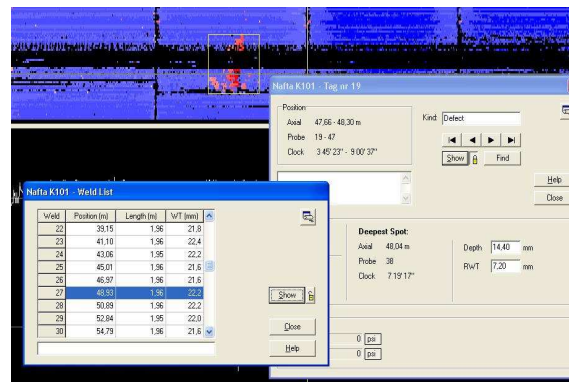 Nafta K101 - Tag nr 19
Position
Axial 47,66 - 48,30 m
Probe 19 - 47
Clock 3 45' 23'' - 9 00' 37''
Kind: Defect
Show
Find
Help
Close
Deepest Spot:
Axial 48,04 m
Probe 38
Clock 7 19' 17''
Depth 14,40 mm
RWT 7,20 mm
0 psi
0 psi
Nafta K101 - Weld List
Weld Position (m) Length (m) WT (mm)
22 39,15 1,96 21,8
23 41,10 1,96 22,4
24 43,06 1,95 22,2
25 45,01 1,96 21,6
26 46,97 1,96 21,6
27 48,93 1,96 22,2
28 50,89 1,96 22,2
29 52,84 1,95 22,0
30 54,79 1,96 21,6
Show
Close
Help